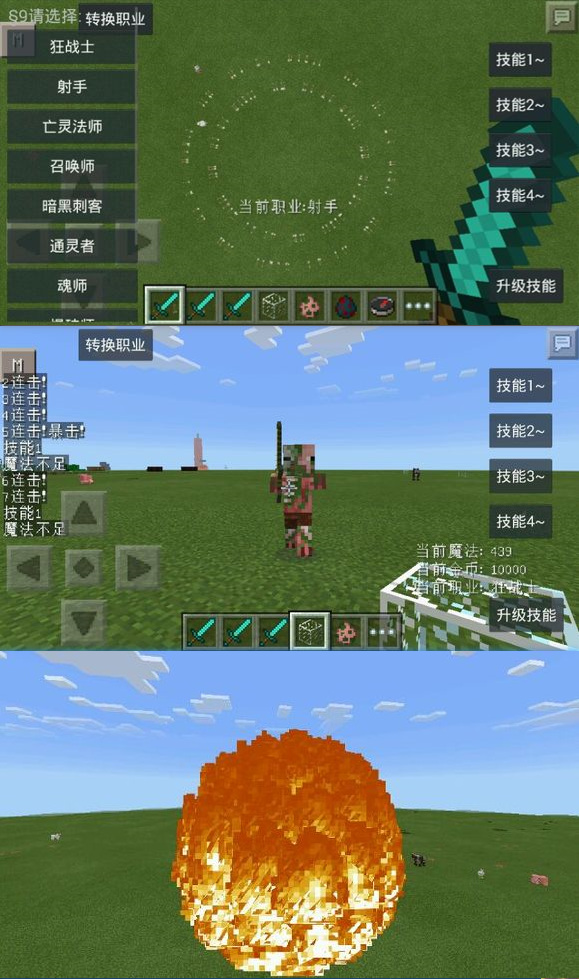 S9请选择:
转换职业
M
狂战士
射手
亡灵法师
召唤师
暗黑刺客
通灵者
魂师
技能1~
技能2~
技能3~
技能4~
当前职业:射手
升级技能
转换职业
M
2连击!
3连击!
4连击!
5连击!暴击!
技能1
魔法不足
6连击!
7连击!
技能1
魔法不足
技能1~
技能2~
技能3~
技能4~
当前魔法: 439
当前金币: 10000
当前职业: 狂战士
升级技能